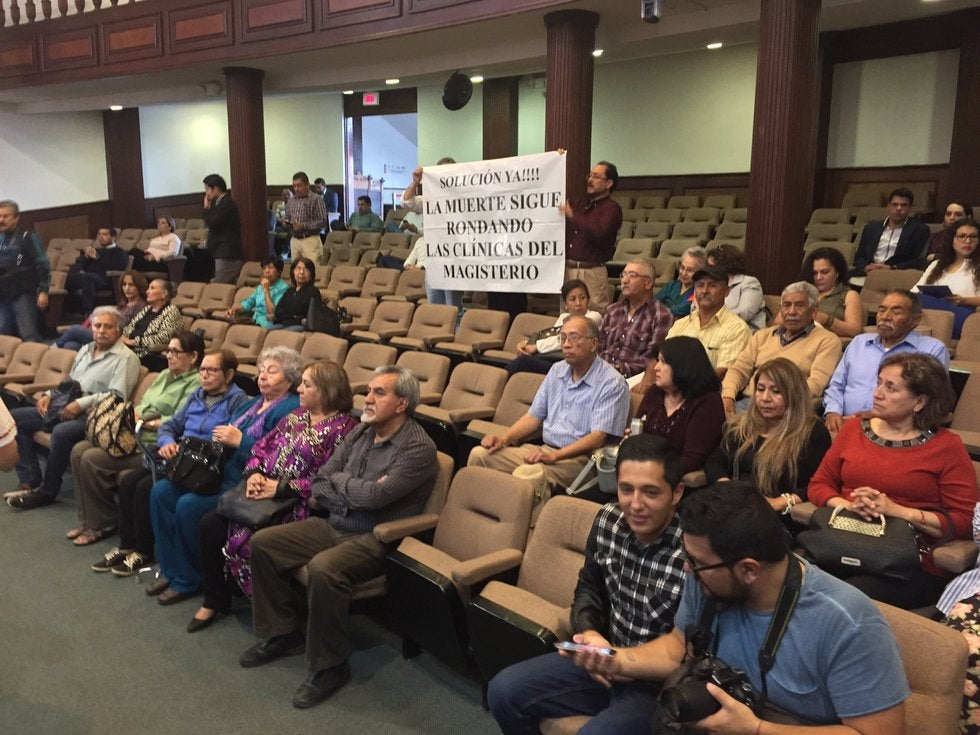 SOLUCIÓN YA!!!!
LA MUERTE SIGUE
RONDANDO
LAS CLÍNICAS DEL
MAGISTERIO